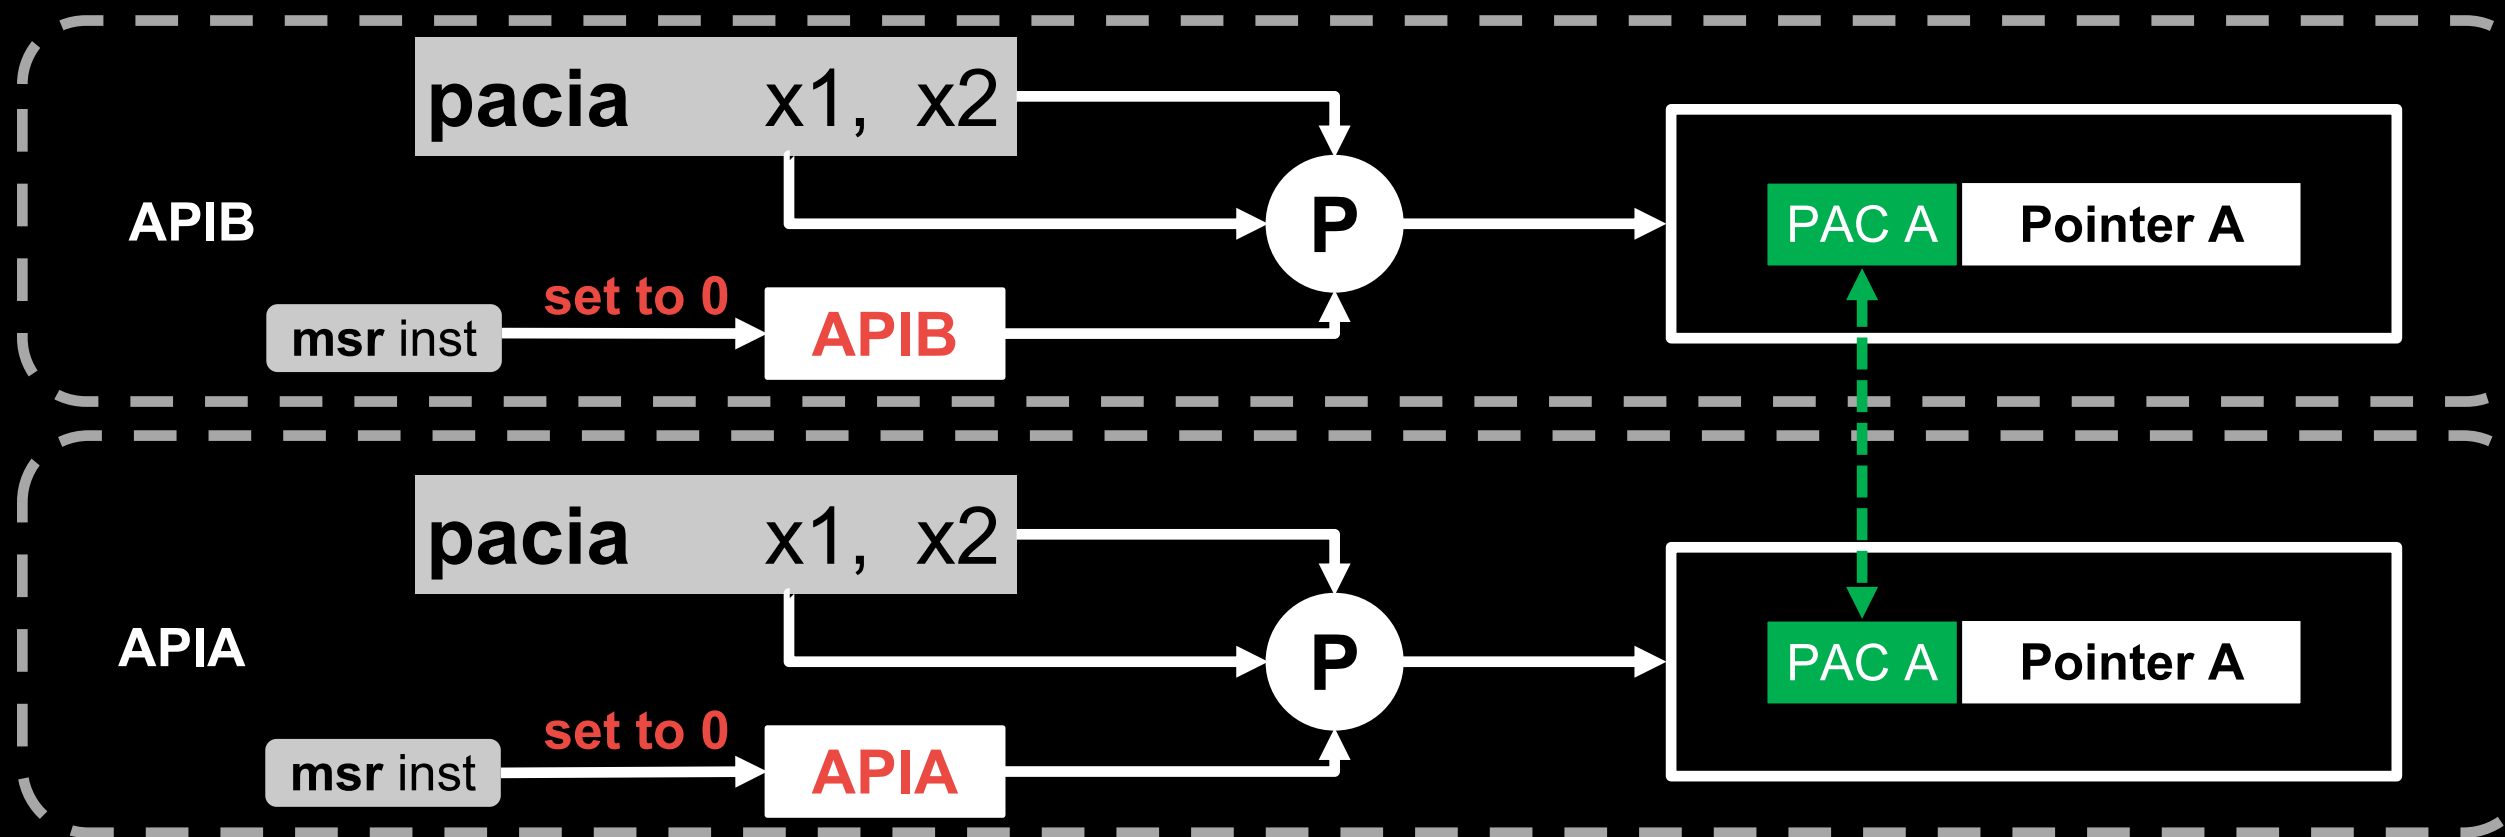 pacia x1, x2
P
APIB
PAC A Pointer A
set to 0
msr inst
APIB
pacia x1, x2
P
APIA
PAC A Pointer A
set to 0
msr inst
APIA